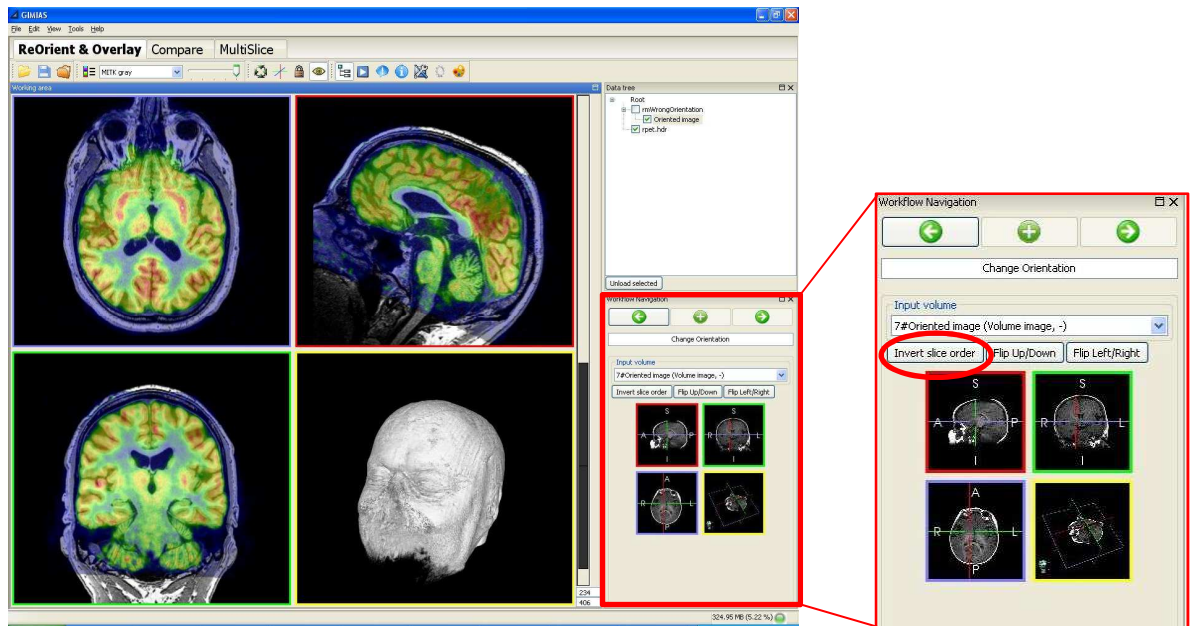 GIMIAS
File Edit View Tools Help
ReOrient & Overlay Compare MultiSlice
MITK gray
Working area
Data tree
Root
rmWrongOrientation
Oriented image
rpet.hdr
Unload selected
Workflow Navigation
Change Orientation
Input volume
7#Oriented image (Volume image, -)
Invert slice order Flip Up/Down Flip Left/Right
S S
A P R L
I I
A
R L
P
234
406
324.95 MB (5.22 %)
Workflow Navigation
Change Orientation
Input volume
7#Oriented image (Volume image, -)
Invert slice order Flip Up/Down Flip Left/Right
S S
A P R L
I I
A
R L
P